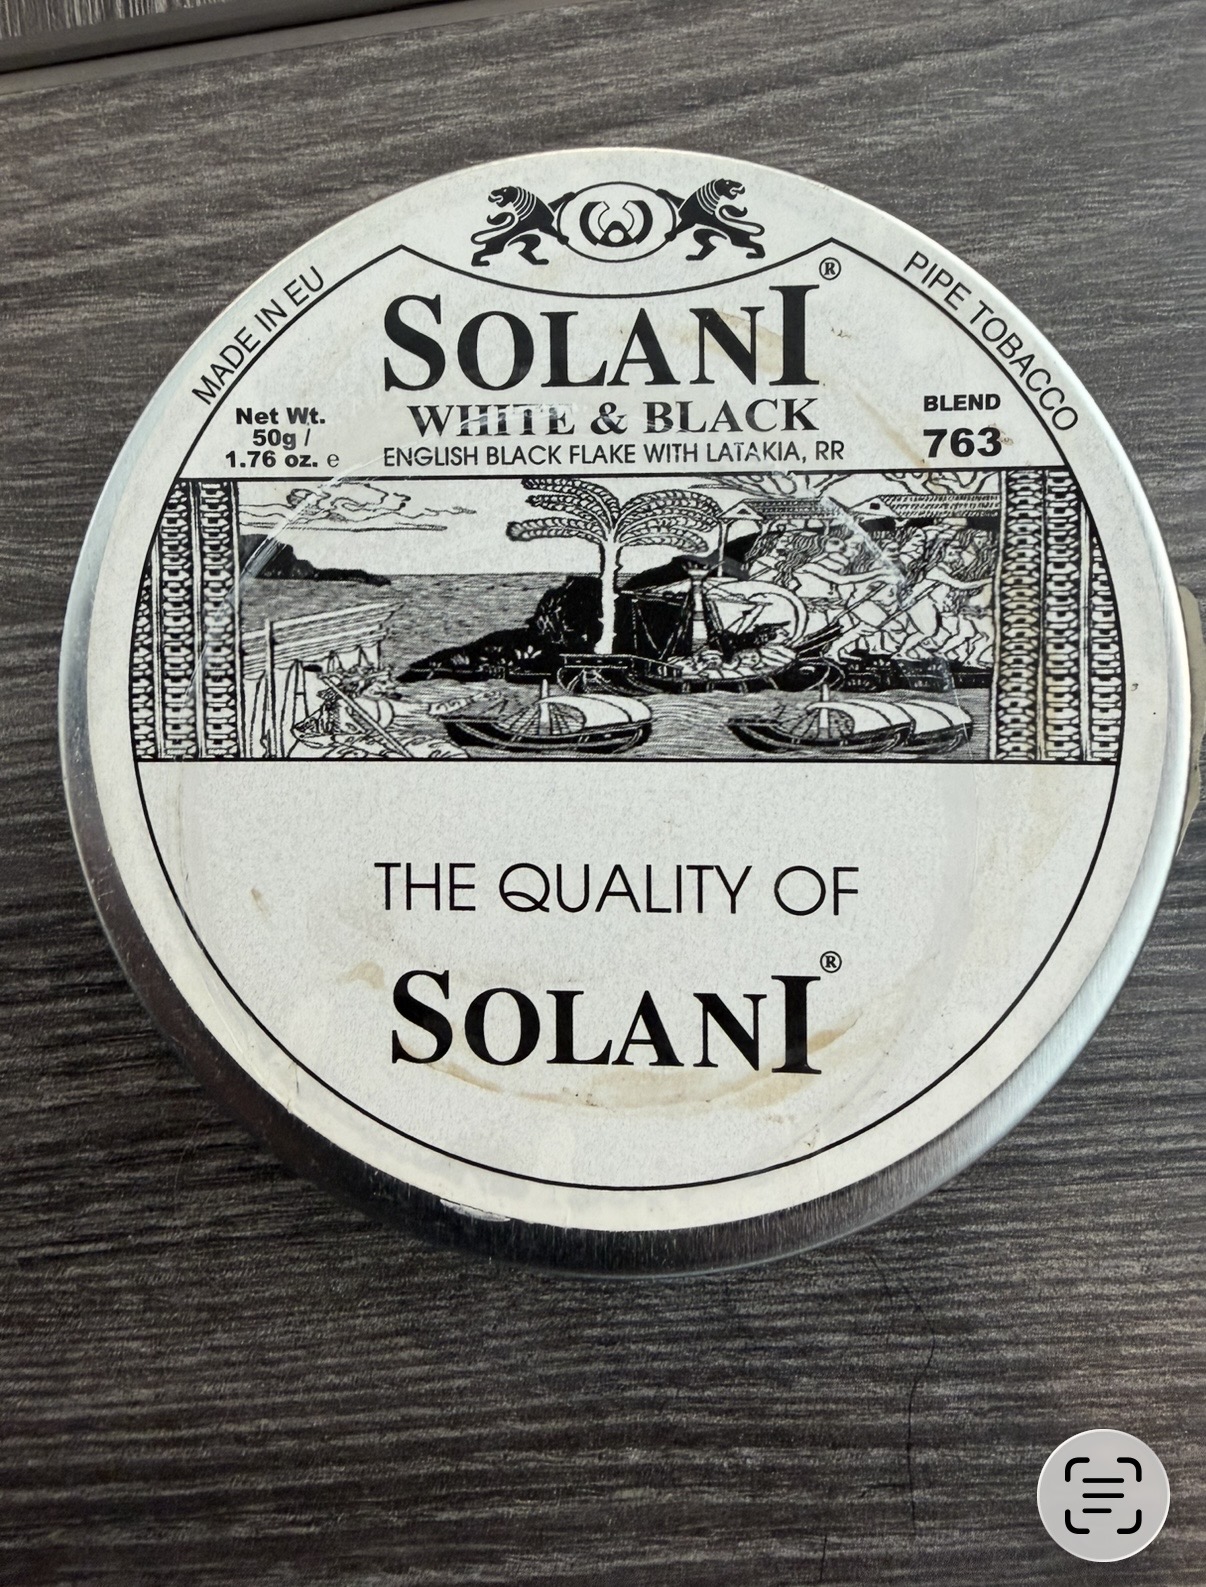 MADE IN EU
PIPE TOBACCO
SOLANI®
WHITE & BLACK
ENGLISH BLACK FLAKE WITH LATAKIA, RR
Net Wt.
50g /
1.76 oz. e
BLEND
763
THE QUALITY OF
SOLANI®